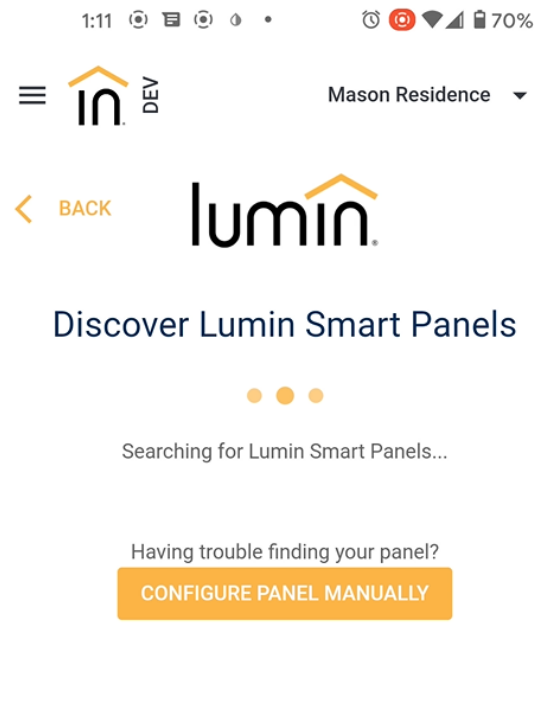 1:11 70%
in DEV Mason Residence
BACK
lumin®
Discover Lumin Smart Panels
Searching for Lumin Smart Panels...
Having trouble finding your panel?
CONFIGURE PANEL MANUALLY